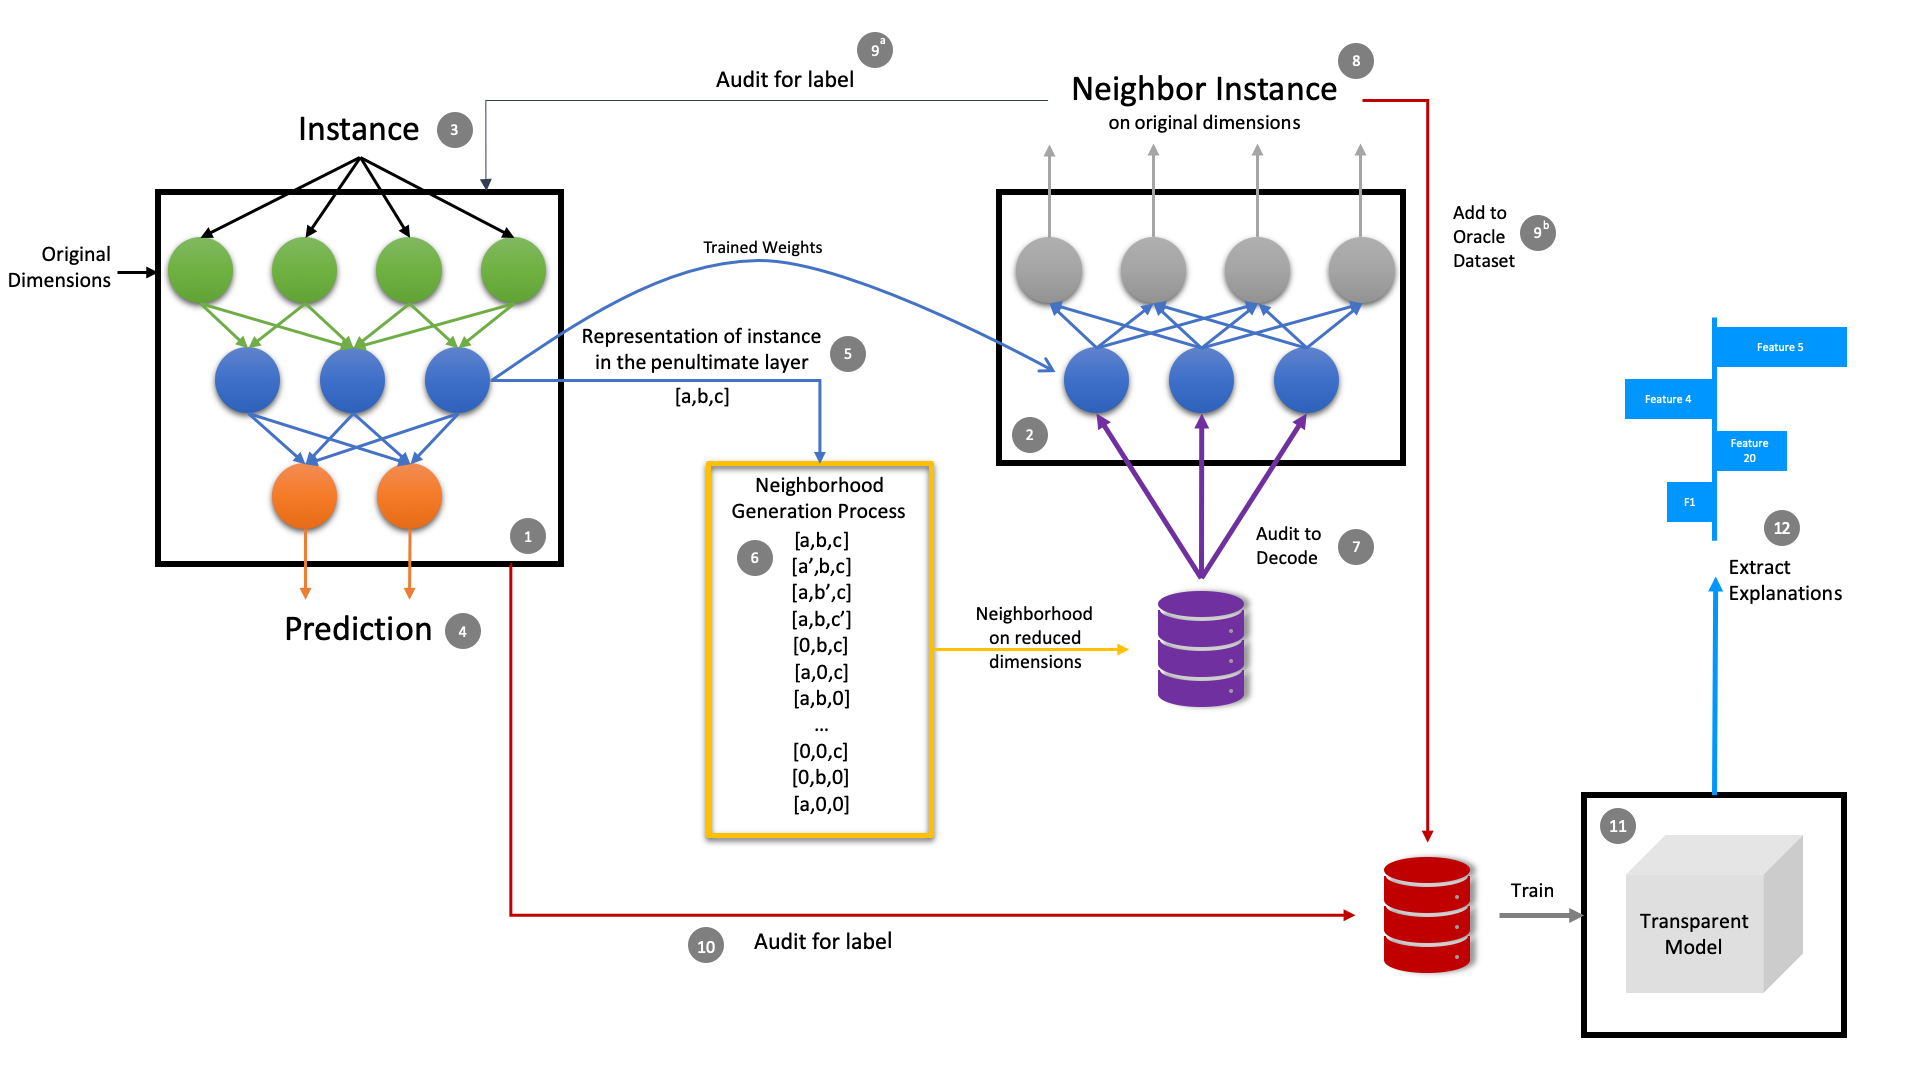 9a
Audit for label
8
Neighbor Instance
on original dimensions
Instance
3
Original
Dimensions
Trained Weights
Add to
Oracle
Dataset
9b
Representation of instance
in the penultimate layer
5
[a,b,c]
2
1
Prediction
4
Neighborhood
Generation Process
6
[a,b,c]
[a’,b,c]
[a,b’,c]
[a,b,c’]
[0,b,c]
[a,0,c]
[a,b,0]
...
[0,0,c]
[0,b,0]
[a,0,0]
Audit to
Decode
7
Neighborhood
on reduced
dimensions
Feature 5
Feature 4
Feature
20
F1
12
Extract
Explanations
10
Audit for label
Train
11
Transparent
Model